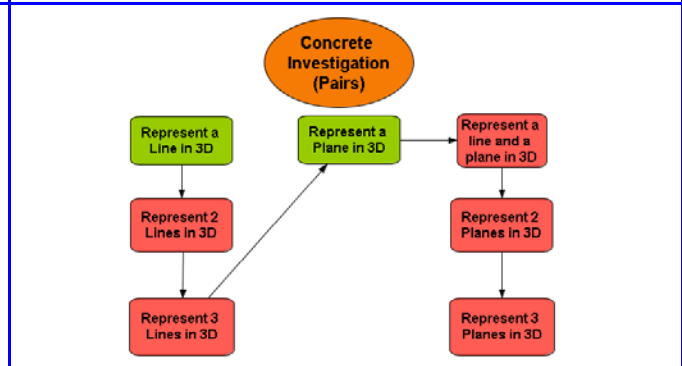 Concrete
Investigation
(Pairs)
Represent a
Line in 3D
Represent 2
Lines in 3D
Represent 3
Lines in 3D
Represent a
Plane in 3D
Represent a
line and a
plane in 3D
Represent 2
Planes in 3D
Represent 3
Planes in 3D